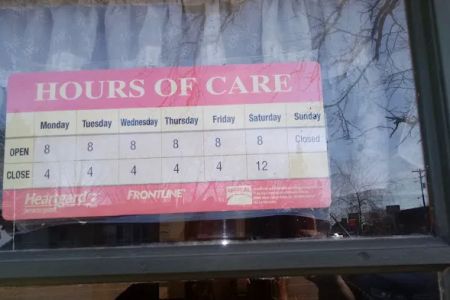 HOURS OF CARE
Monday Tuesday Wednesday Thursday Friday Saturday Sunday
OPEN 8 8 8 8 8 8 Closed
CLOSE 4 4 4 4 4 12
Heartgard FRONTLINE